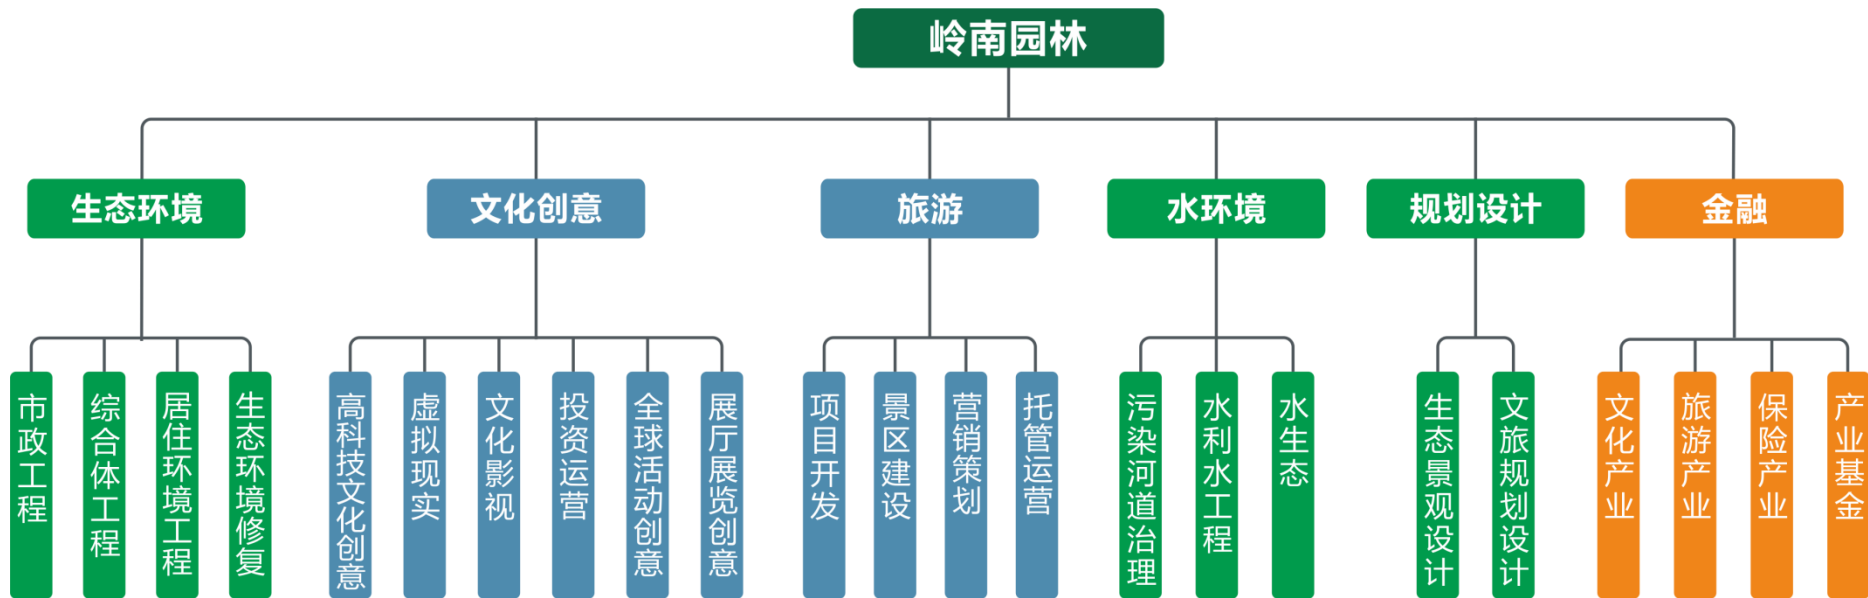 岭南园林
生态环境
文化创意
旅游
水环境
规划设计
金融
市政工程
综合体工程
居住环境工程
生态环境修复
高科技文化创意
虚拟现实
文化影视
投资运营
全球活动创意
展厅展览创意
项目开发
景区建设
营销策划
托管运营
污染河道治理
水利水工程
水生态
生态景观设计
文旅规划设计
文化产业
旅游产业
保险产业
产业基金